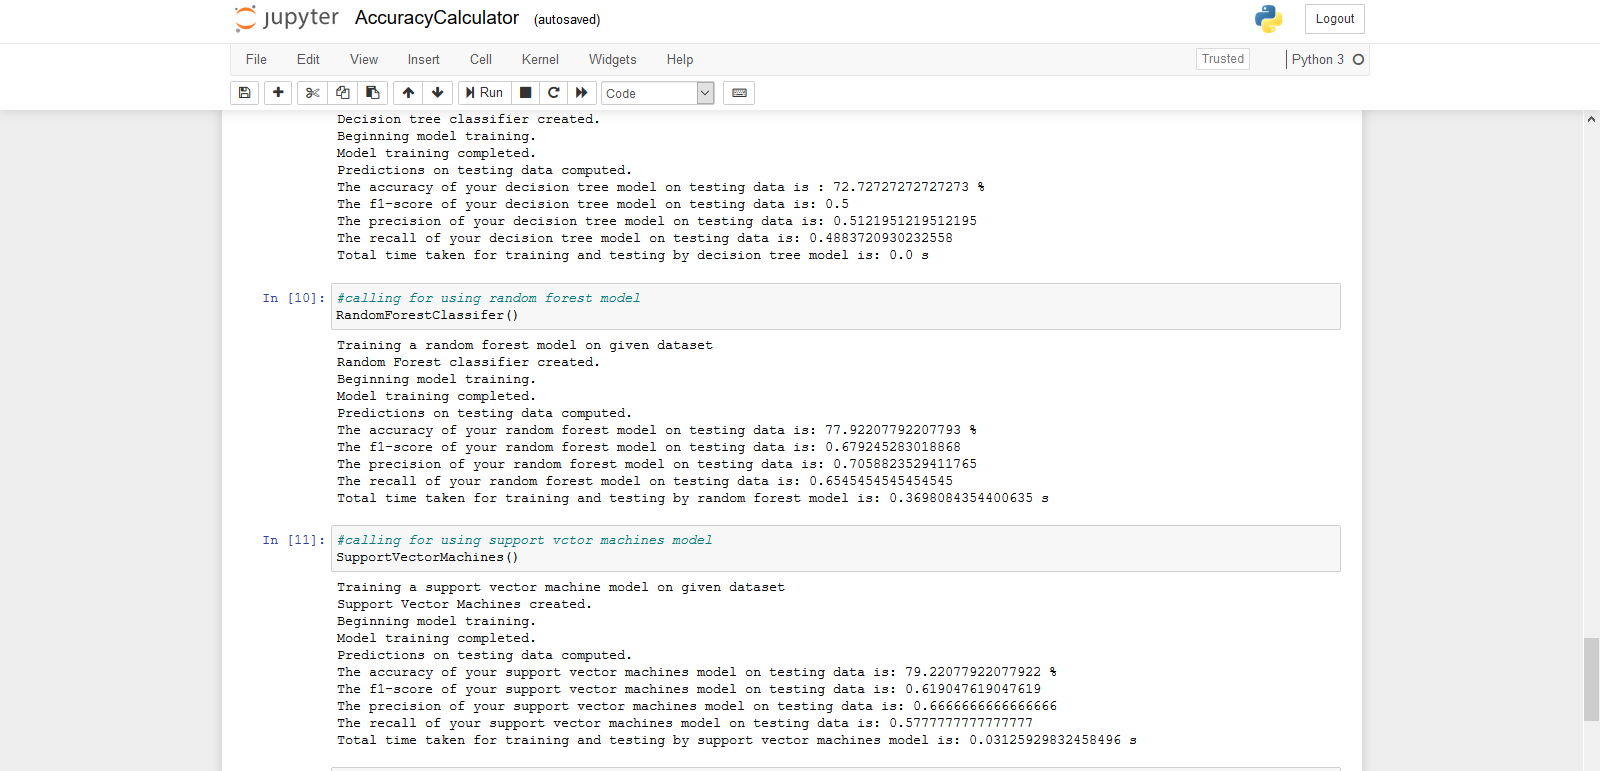 jupyter AccuracyCalculator (autosaved)
Logout
File Edit View Insert Cell Kernel Widgets Help
Trusted
Python 3
Run
Code
Decision tree classifier created.
Beginning model training.
Model training completed.
Predictions on testing data computed.
The accuracy of your decision tree model on testing data is : 72.72727272727273 %
The f1-score of your decision tree model on testing data is: 0.5
The precision of your decision tree model on testing data is: 0.5121951219512195
The recall of your decision tree model on testing data is: 0.4883720930232558
Total time taken for training and testing by decision tree model is: 0.0 s
In [10]: #calling for using random forest model
RandomForestClassifer()
Training a random forest model on given dataset
Random Forest classifier created.
Beginning model training.
Model training completed.
Predictions on testing data computed.
The accuracy of your random forest model on testing data is: 77.92207792207793 %
The f1-score of your random forest model on testing data is: 0.679245283018868
The precision of your random forest model on testing data is: 0.7058823529411765
The recall of your random forest model on testing data is: 0.6545454545454545
Total time taken for training and testing by random forest model is: 0.3698084354400635 s
In [11]: #calling for using support vctor machines model
SupportVectorMachines()
Training a support vector machine model on given dataset
Support Vector Machines created.
Beginning model training.
Model training completed.
Predictions on testing data computed.
The accuracy of your support vector machines model on testing data is: 79.22077922077922 %
The f1-score of your support vector machines model on testing data is: 0.619047619047619
The precision of your support vector machines model on testing data is: 0.6666666666666666
The recall of your support vector machines model on testing data is: 0.5777777777777777
Total time taken for training and testing by support vector machines model is: 0.03125929832458496 s